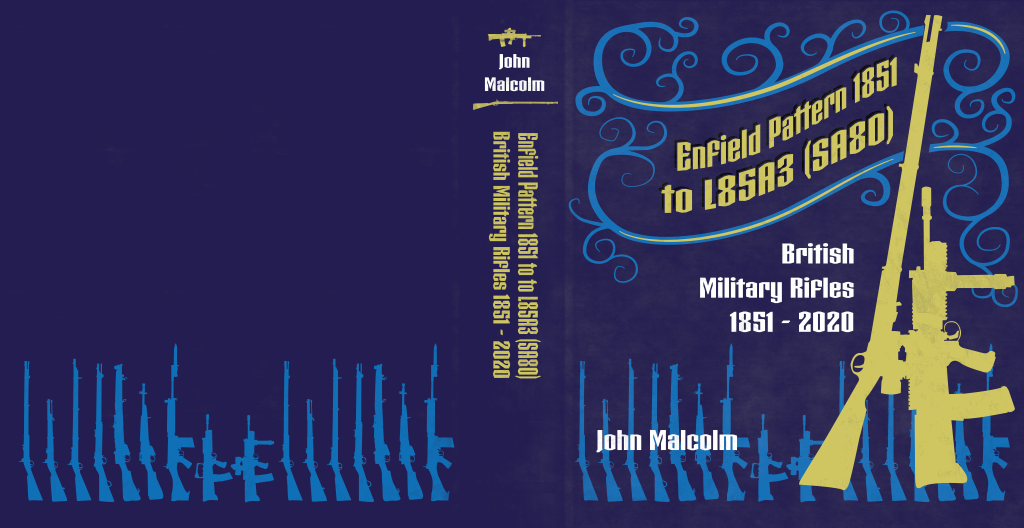 John
Malcolm
Enfield Pattern 1851 to to L85A3 (SA80)
British Military Rifles 1851 - 2020
Enfield Pattern 1851
to L85A3 (SA80)
British
Military Rifles
1851 - 2020
John Malcolm